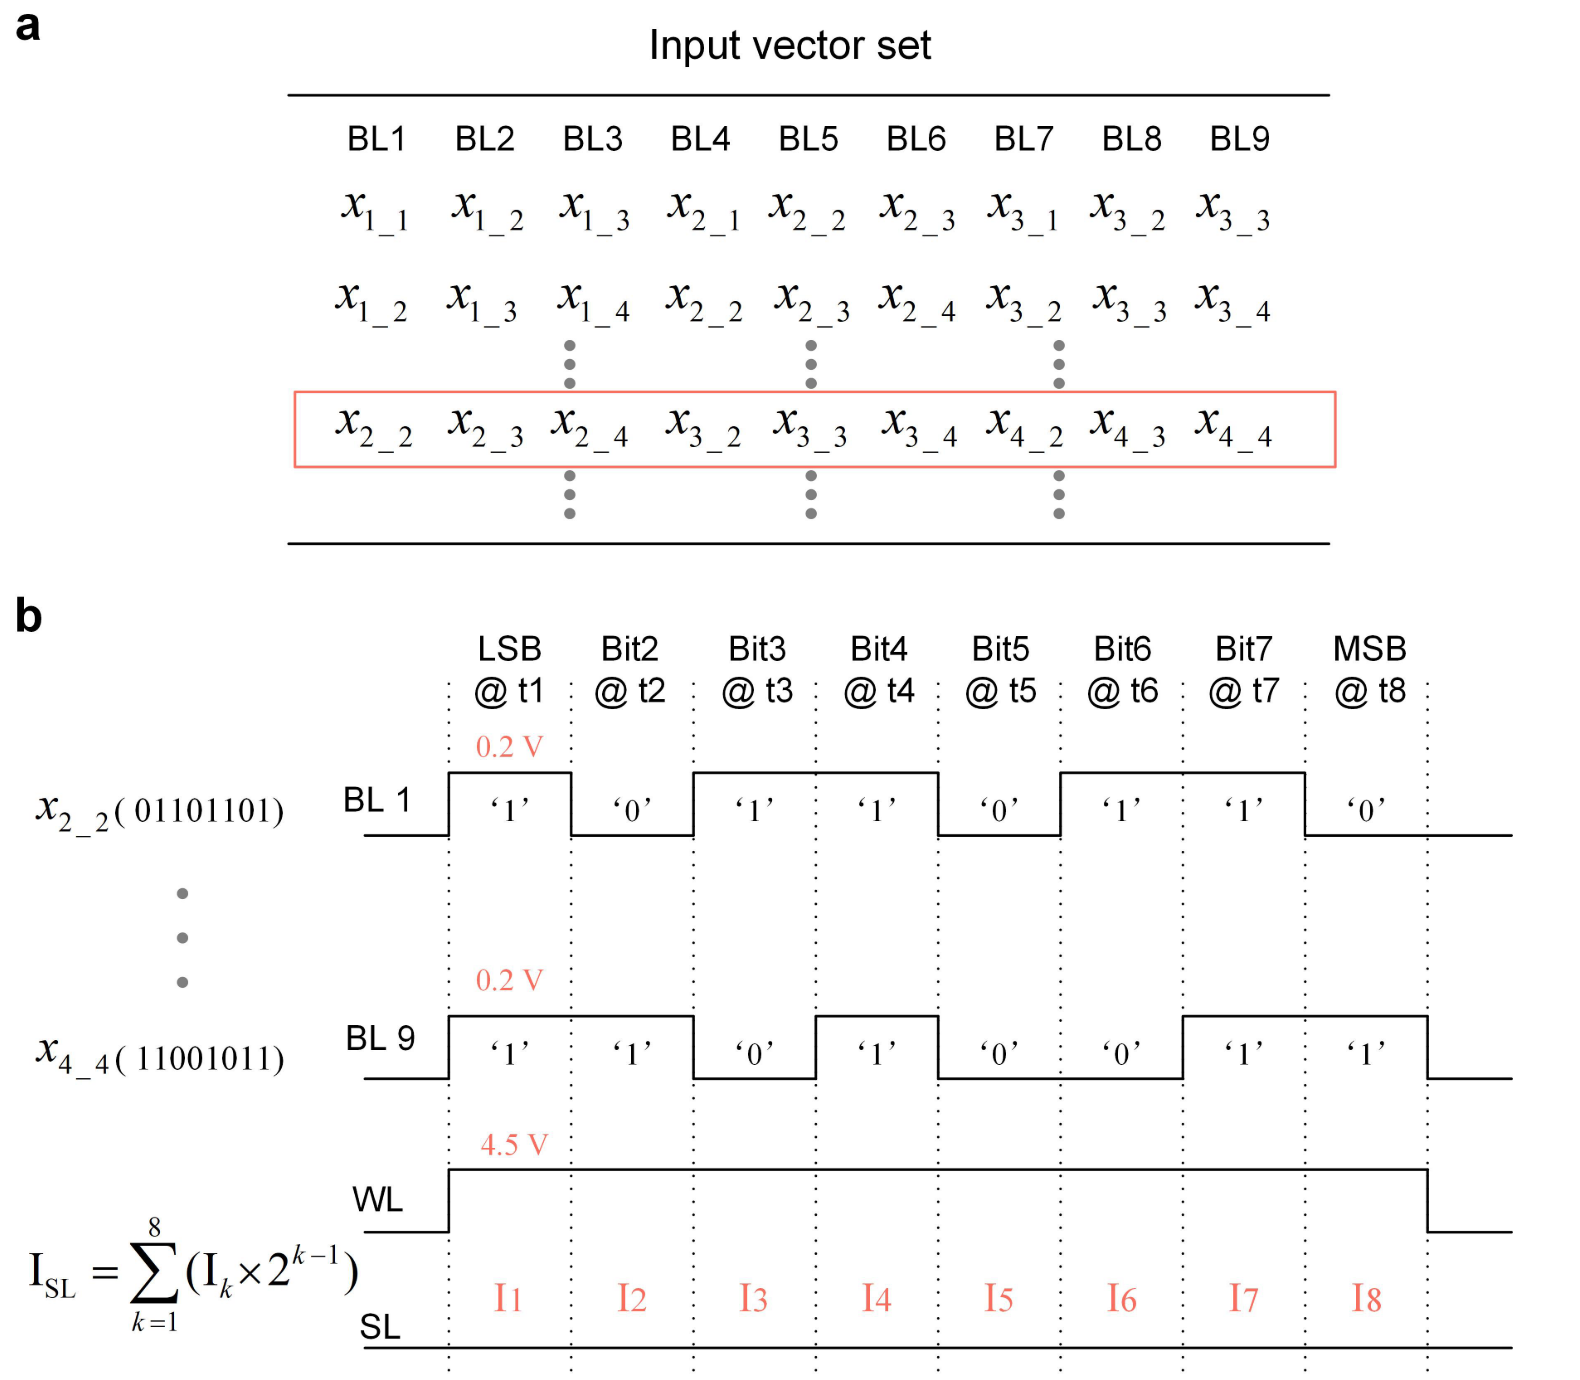 a
Input vector set
BL1 BL2 BL3 BL4 BL5 BL6 BL7 BL8 BL9
x1_1 x1_2 x1_3 x2_1 x2_2 x2_3 x3_1 x3_2 x3_3
x1_2 x1_3 x1_4 x2_2 x2_3 x2_4 x3_2 x3_3 x3_4
x2_2 x2_3 x2_4 x3_2 x3_3 x3_4 x4_2 x4_3 x4_4
b
LSB Bit2 Bit3 Bit4 Bit5 Bit6 Bit7 MSB
@ t1 @ t2 @ t3 @ t4 @ t5 @ t6 @ t7 @ t8
0.2 V
x2_2(01101101) BL 1 ‘1’ ‘0’ ‘1’ ‘1’ ‘0’ ‘1’ ‘1’ ‘0’
0.2 V
x4_4(11001011) BL 9 ‘1’ ‘1’ ‘0’ ‘1’ ‘0’ ‘0’ ‘1’ ‘1’
4.5 V
WL
I_SL = ∑_{k=1}^{8} (I_k×2^{k−1})
I1 I2 I3 I4 I5 I6 I7 I8
SL